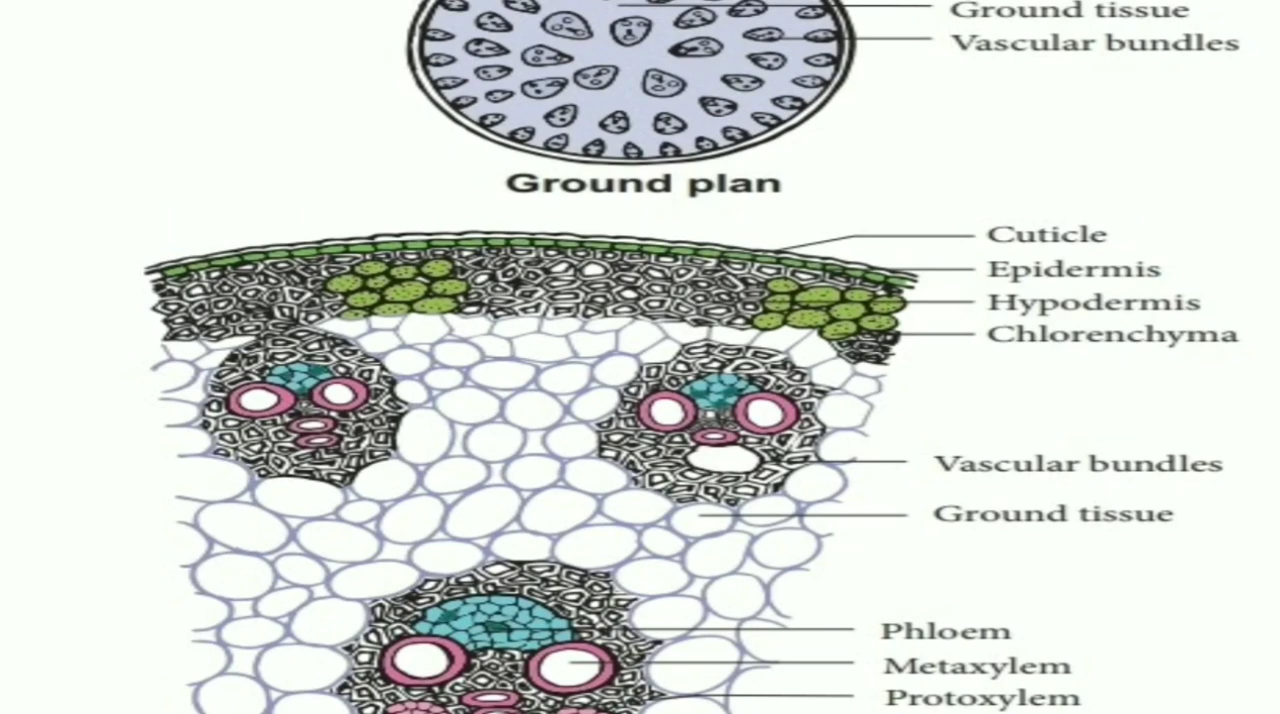 Ground tissue
Vascular bundles
Ground plan
Cuticle
Epidermis
Hypodermis
Chlorenchyma
Vascular bundles
Ground tissue
Phloem
Metaxylem
Protoxylem